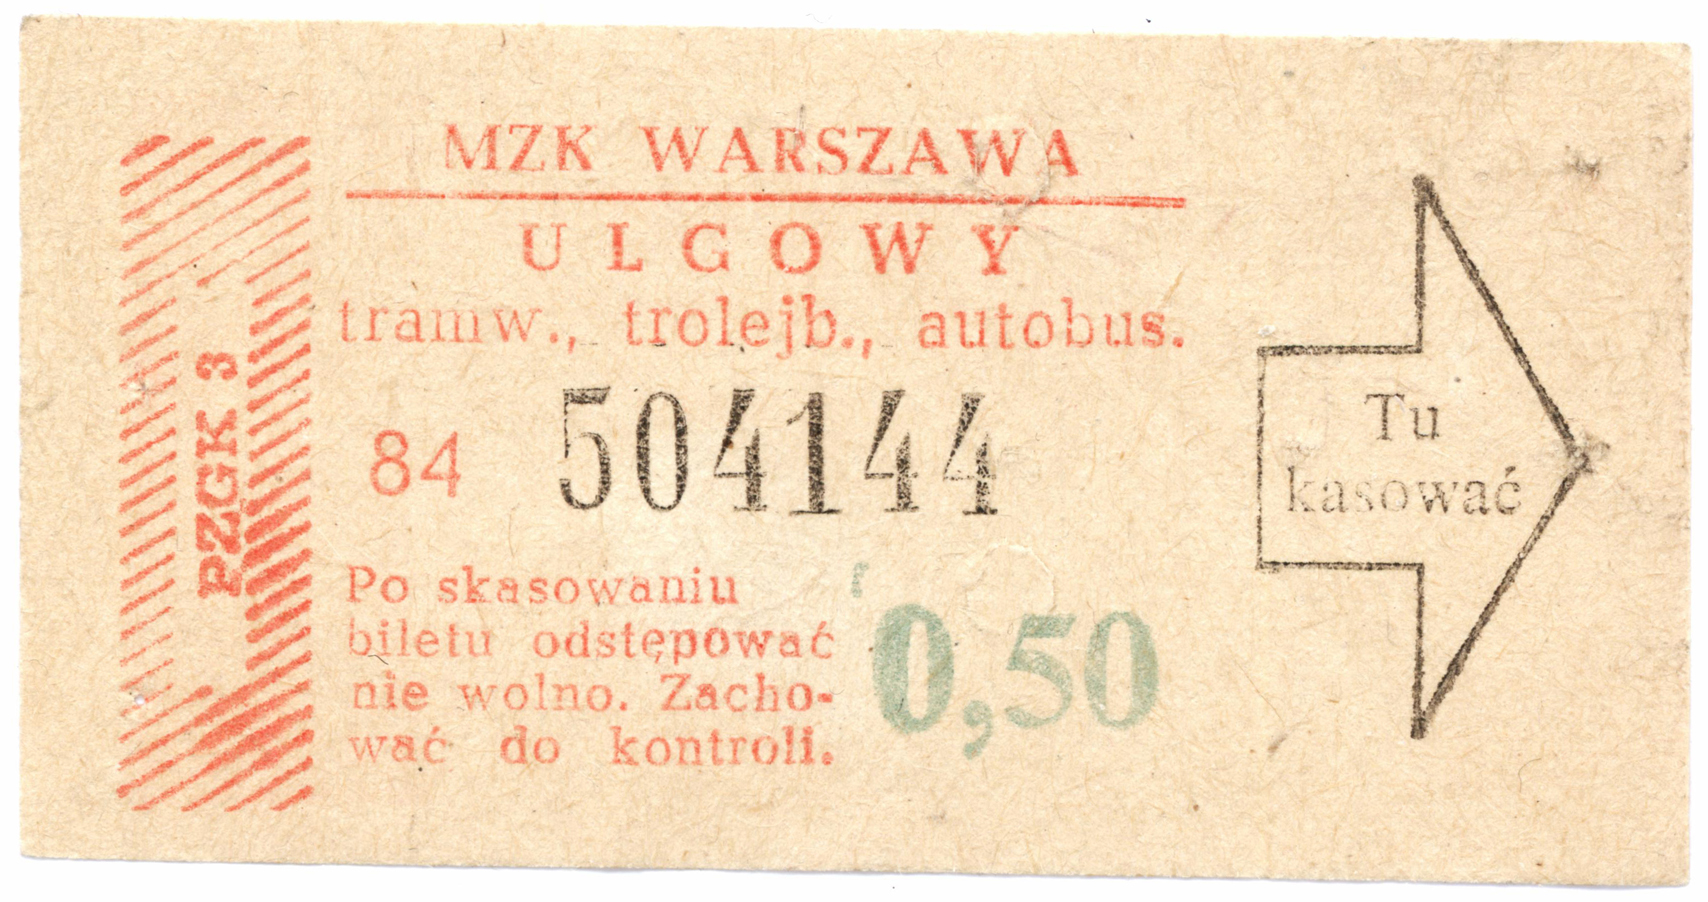 MZK WARSZAWA
ULGOWY
tramw., trolejb., autobus.
84 504144
Po skasowaniu
biletu odstępować
nie wolno. Zacho-
wać do kontroli.
0,50
PZGK 3
Tu
kasować